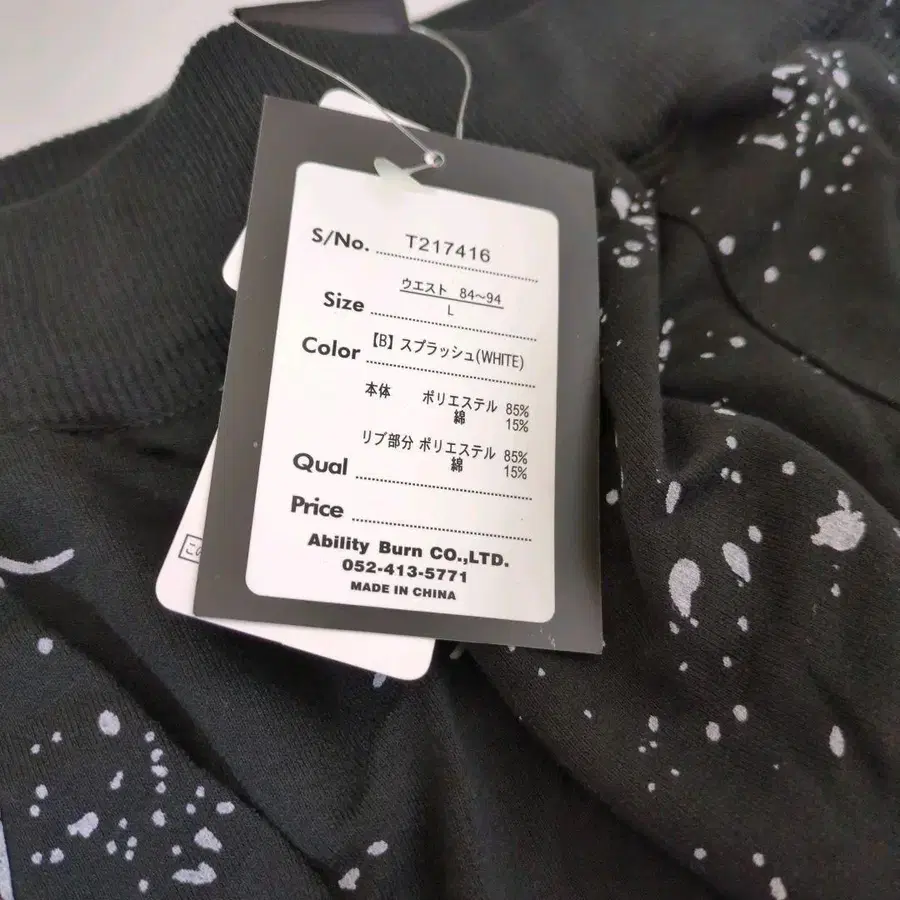 S/No. T217416
ウエスト 84〜94
Size L
Color 【B】スプラッシュ(WHITE)
本体 ポリエステル 85%
綿 15%
リブ部分 ポリエステル 85%
綿 15%
Qual
Price
Ability Burn CO.,LTD.
052-413-5771
MADE IN CHINA
この